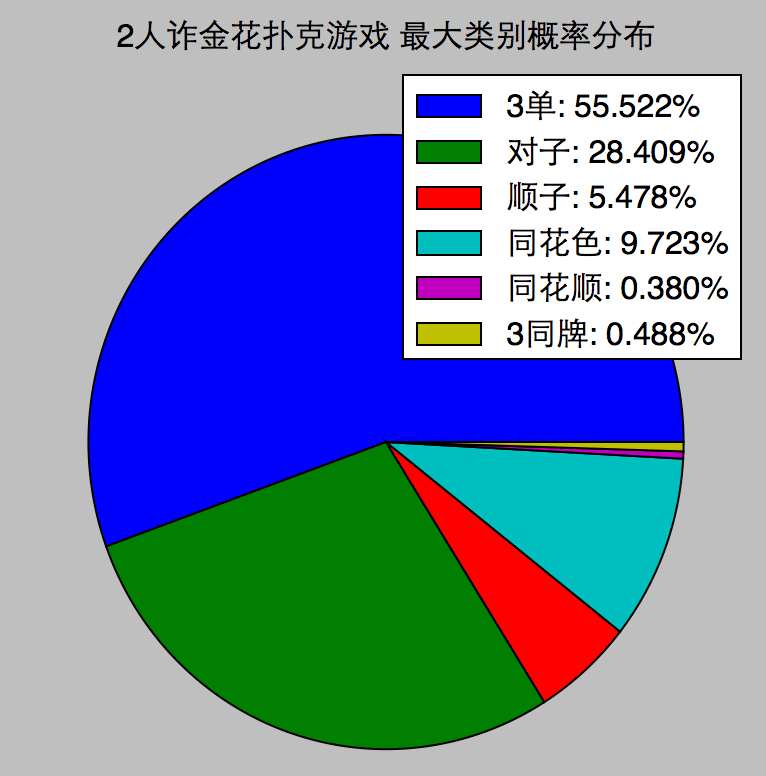 2人诈金花扑克游戏 最大类别概率分布
3单: 55.522%
对子: 28.409%
顺子: 5.478%
同花色: 9.723%
同花顺: 0.380%
3同牌: 0.488%